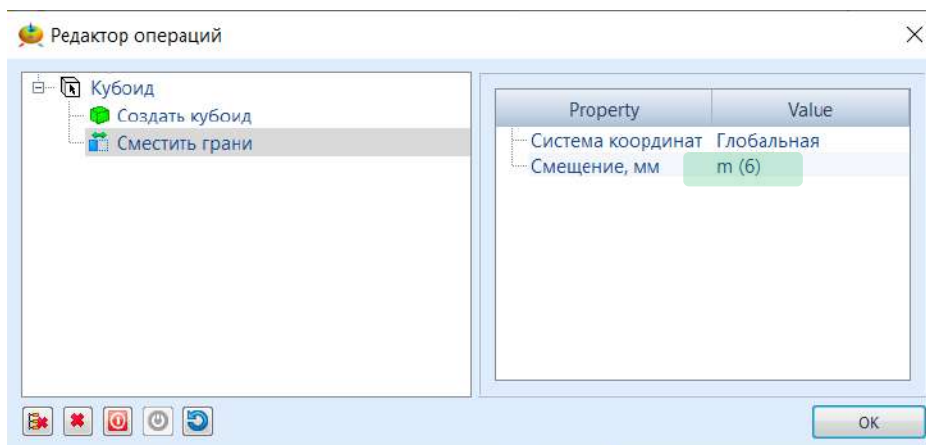 Редактор операций
Кубоид
Создать кубоид
Сместить грани
Property Value
Система координат Глобальная
Смещение, мм m (6)
OK